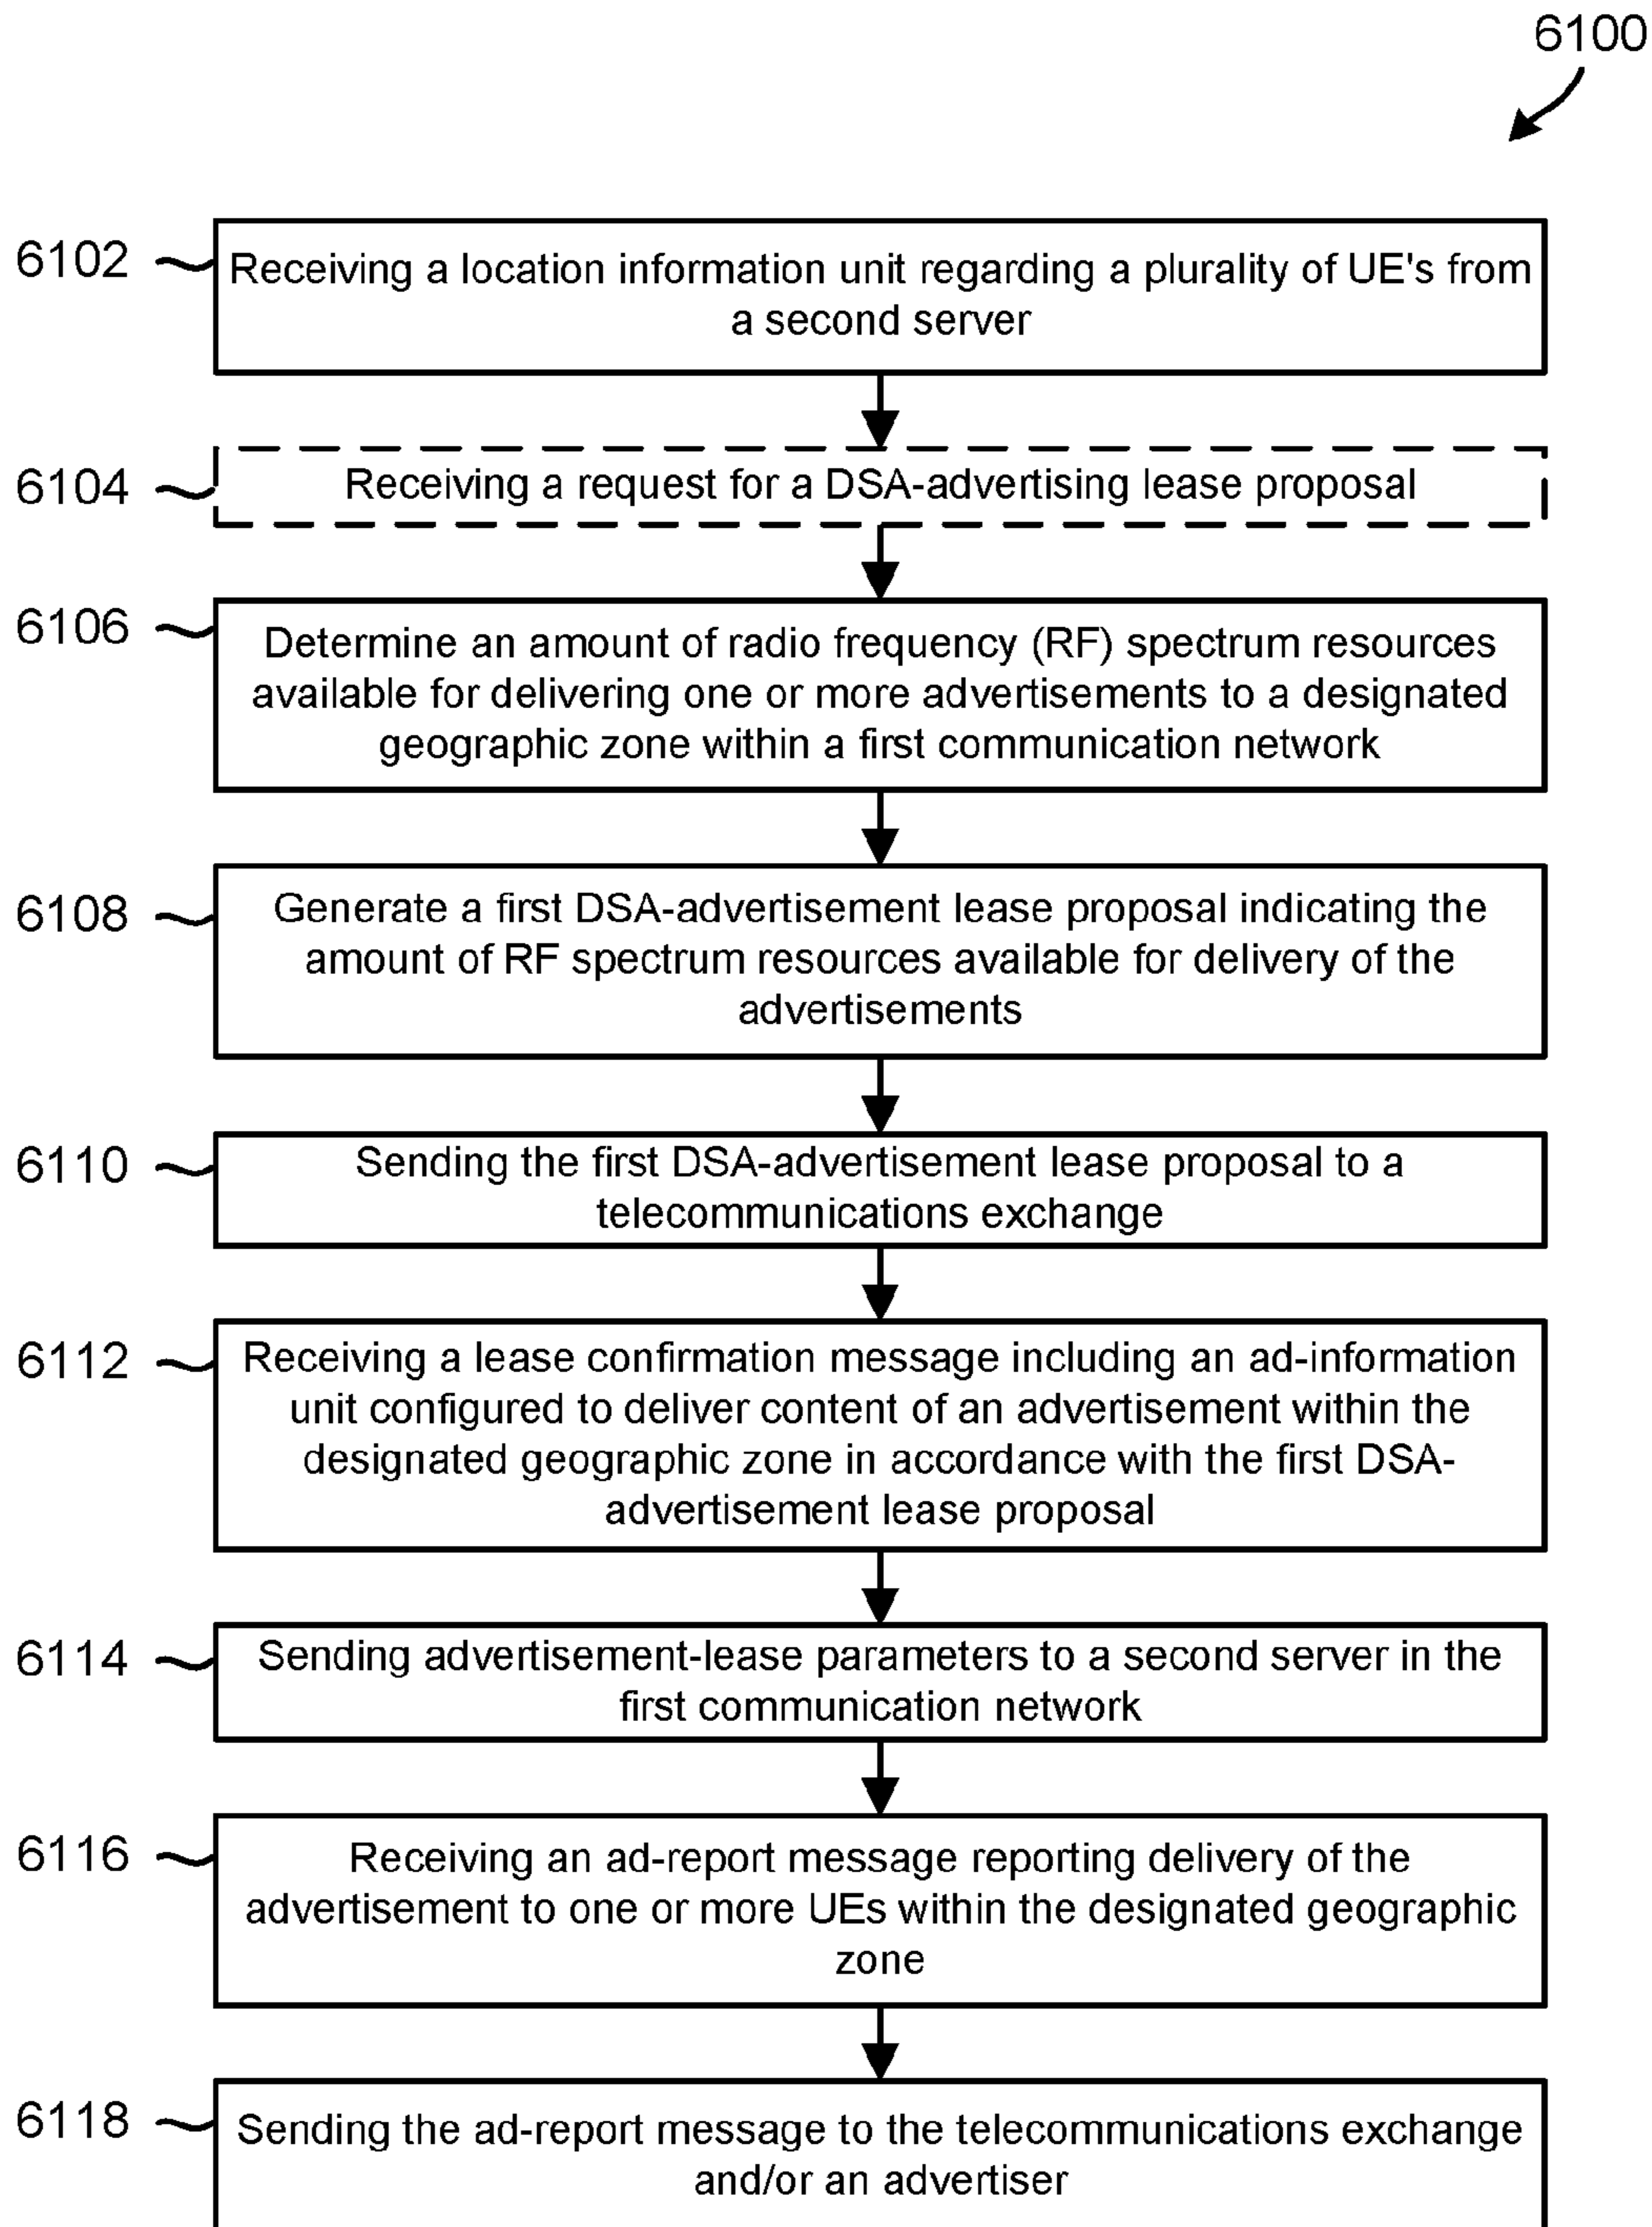 6100
6102
Receiving a location information unit regarding a plurality of UE's from
a second server
6104
Receiving a request for a DSA-advertising lease proposal
6106
Determine an amount of radio frequency (RF) spectrum resources
available for delivering one or more advertisements to a designated
geographic zone within a first communication network
6108
Generate a first DSA-advertisement lease proposal indicating the
amount of RF spectrum resources available for delivery of the
advertisements
6110
Sending the first DSA-advertisement lease proposal to a
telecommunications exchange
6112
Receiving a lease confirmation message including an ad-information
unit configured to deliver content of an advertisement within the
designated geographic zone in accordance with the first DSA-
advertisement lease proposal
6114
Sending advertisement-lease parameters to a second server in the
first communication network
6116
Receiving an ad-report message reporting delivery of the
advertisement to one or more UEs within the designated geographic
zone
6118
Sending the ad-report message to the telecommunications exchange
and/or an advertiser